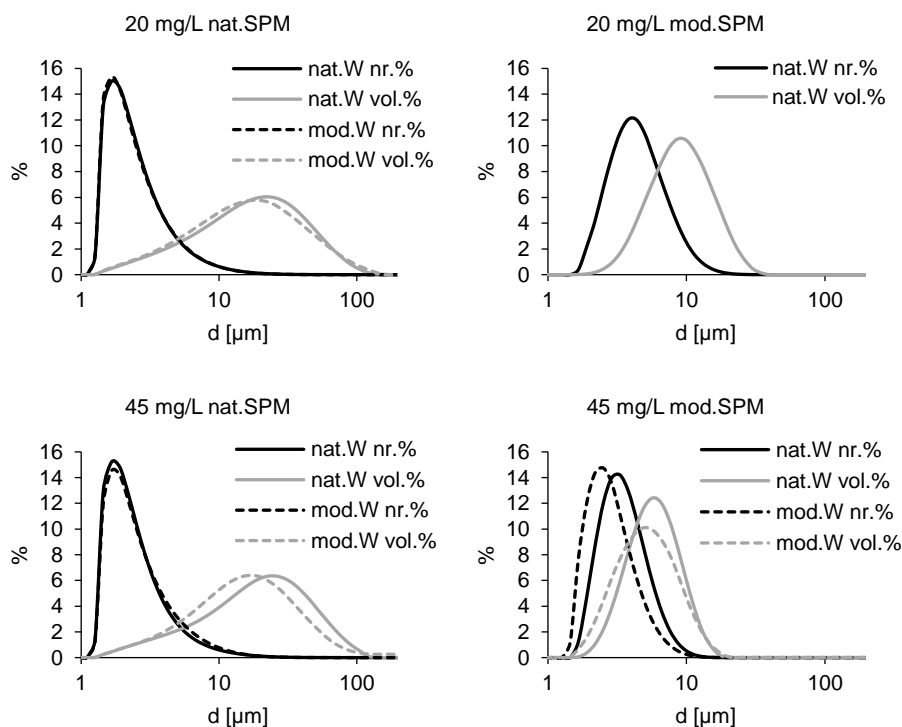 20 mg/L nat.SPM
16
14
12
10
8
6
4
2
0
%
nat.W nr.%
nat.W vol.%
mod.W nr.%
mod.W vol.%
1
10
100
d [µm]
20 mg/L mod.SPM
16
14
12
10
8
6
4
2
0
%
nat.W nr.%
nat.W vol.%
1
10
100
d [µm]
45 mg/L nat.SPM
16
14
12
10
8
6
4
2
0
%
nat.W nr.%
nat.W vol.%
mod.W nr.%
mod.W vol.%
1
10
100
d [µm]
45 mg/L mod.SPM
16
14
12
10
8
6
4
2
0
%
nat.W nr.%
nat.W vol.%
mod.W nr.%
mod.W vol.%
1
10
100
d [µm]